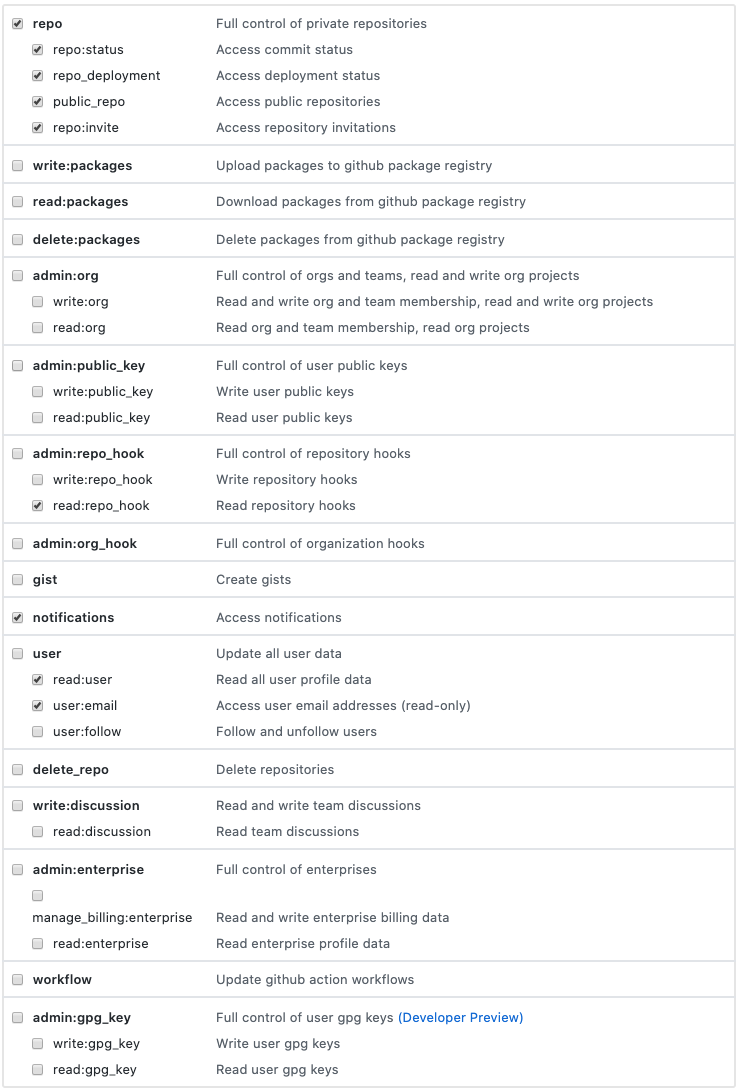 repo Full control of private repositories
repo:status Access commit status
repo_deployment Access deployment status
public_repo Access public repositories
repo:invite Access repository invitations
write:packages Upload packages to github package registry
read:packages Download packages from github package registry
delete:packages Delete packages from github package registry
admin:org Full control of orgs and teams, read and write org projects
write:org Read and write org and team membership, read and write org projects
read:org Read org and team membership, read org projects
admin:public_key Full control of user public keys
write:public_key Write user public keys
read:public_key Read user public keys
admin:repo_hook Full control of repository hooks
write:repo_hook Write repository hooks
read:repo_hook Read repository hooks
admin:org_hook Full control of organization hooks
gist Create gists
notifications Access notifications
user Update all user data
read:user Read all user profile data
user:email Access user email addresses (read-only)
user:follow Follow and unfollow users
delete_repo Delete repositories
write:discussion Read and write team discussions
read:discussion Read team discussions
admin:enterprise Full control of enterprises
manage_billing:enterprise Read and write enterprise billing data
read:enterprise Read enterprise profile data
workflow Update github action workflows
admin:gpg_key Full control of user gpg keys (Developer Preview)
write:gpg_key Write user gpg keys
read:gpg_key Read user gpg keys